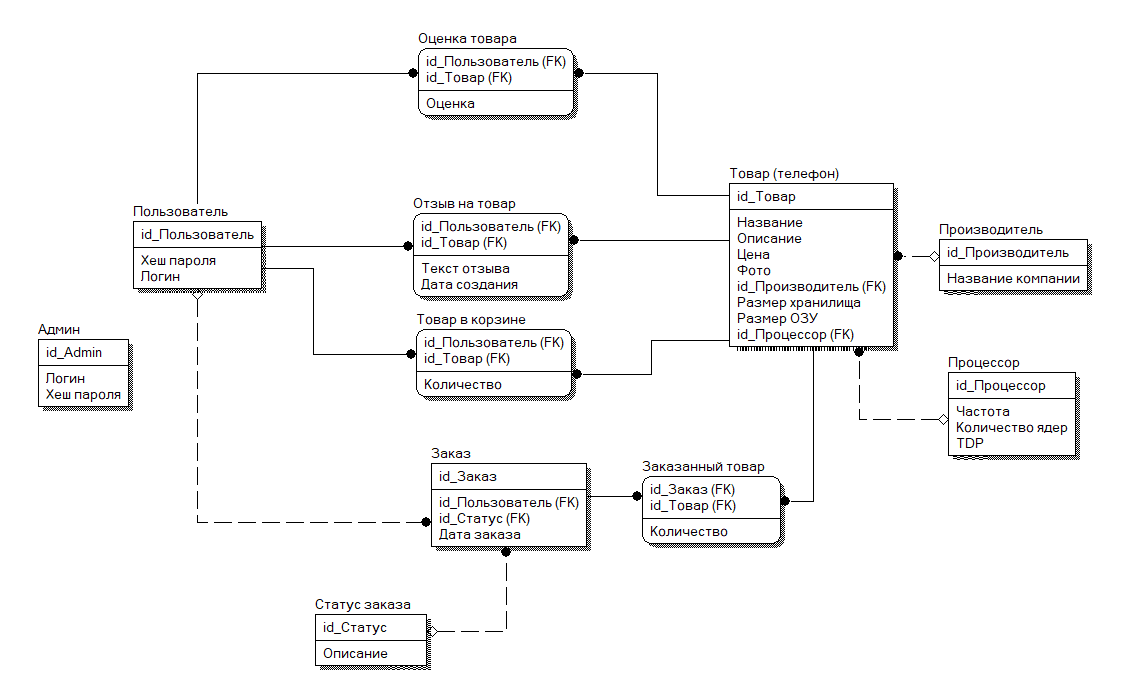 Оценка товара
id_Пользователь (FK)
id_Товар (FK)
Оценка
Товар (телефон)
id_Товар
Название
Описание
Цена
Фото
id_Производитель (FK)
Размер хранилища
Размер ОЗУ
id_Процессор (FK)
Пользователь
id_Пользователь
Хеш пароля
Логин
Отзыв на товар
id_Пользователь (FK)
id_Товар (FK)
Текст отзыва
Дата создания
Производитель
id_Производитель
Название компании
Товар в корзине
id_Пользователь (FK)
id_Товар (FK)
Количество
Админ
id_Admin
Логин
Хеш пароля
Процессор
id_Процессор
Частота
Количество ядер
TDP
Заказ
id_Заказ
id_Пользователь (FK)
id_Статус (FK)
Дата заказа
Заказанный товар
id_Заказ (FK)
id_Товар (FK)
Количество
Статус заказа
id_Статус
Описание